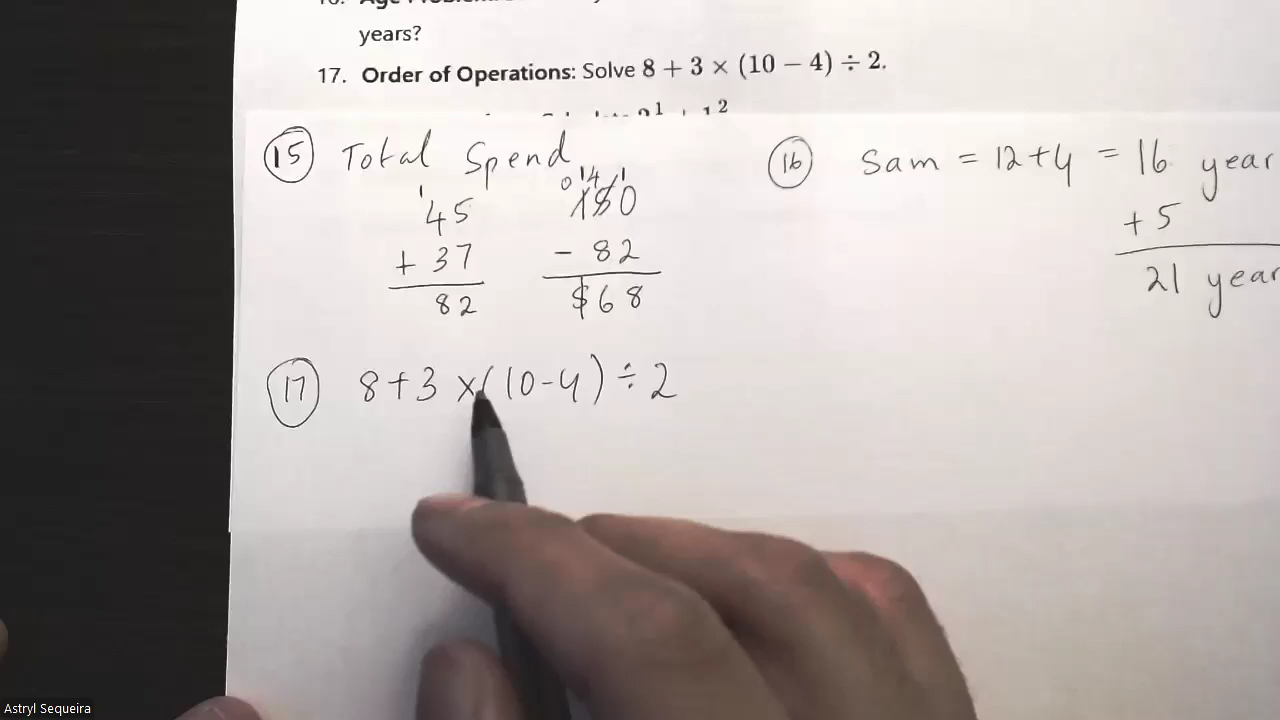 years?
17. Order of Operations: Solve 8 + 3 × (10 − 4) ÷ 2.
15 Total Spend
1
45
+ 37
82
0 14 1
150
- 82
$68
16 Sam = 12+4 = 16 year
+ 5
21 year
17 8+3 ×(10-4) ÷ 2
Astryl Sequeira